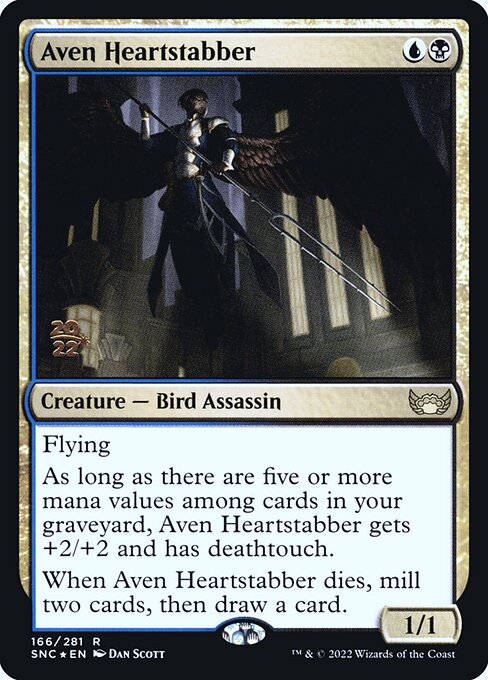 Aven Heartstabber
20
22
Creature — Bird Assassin
Flying
As long as there are five or more
mana values among cards in your
graveyard, Aven Heartstabber gets
+2/+2 and has deathtouch.
When Aven Heartstabber dies, mill
two cards, then draw a card.
1/1
166/281 R
SNC ★ EN Dan Scott
™ & © 2022 Wizards of the Coast